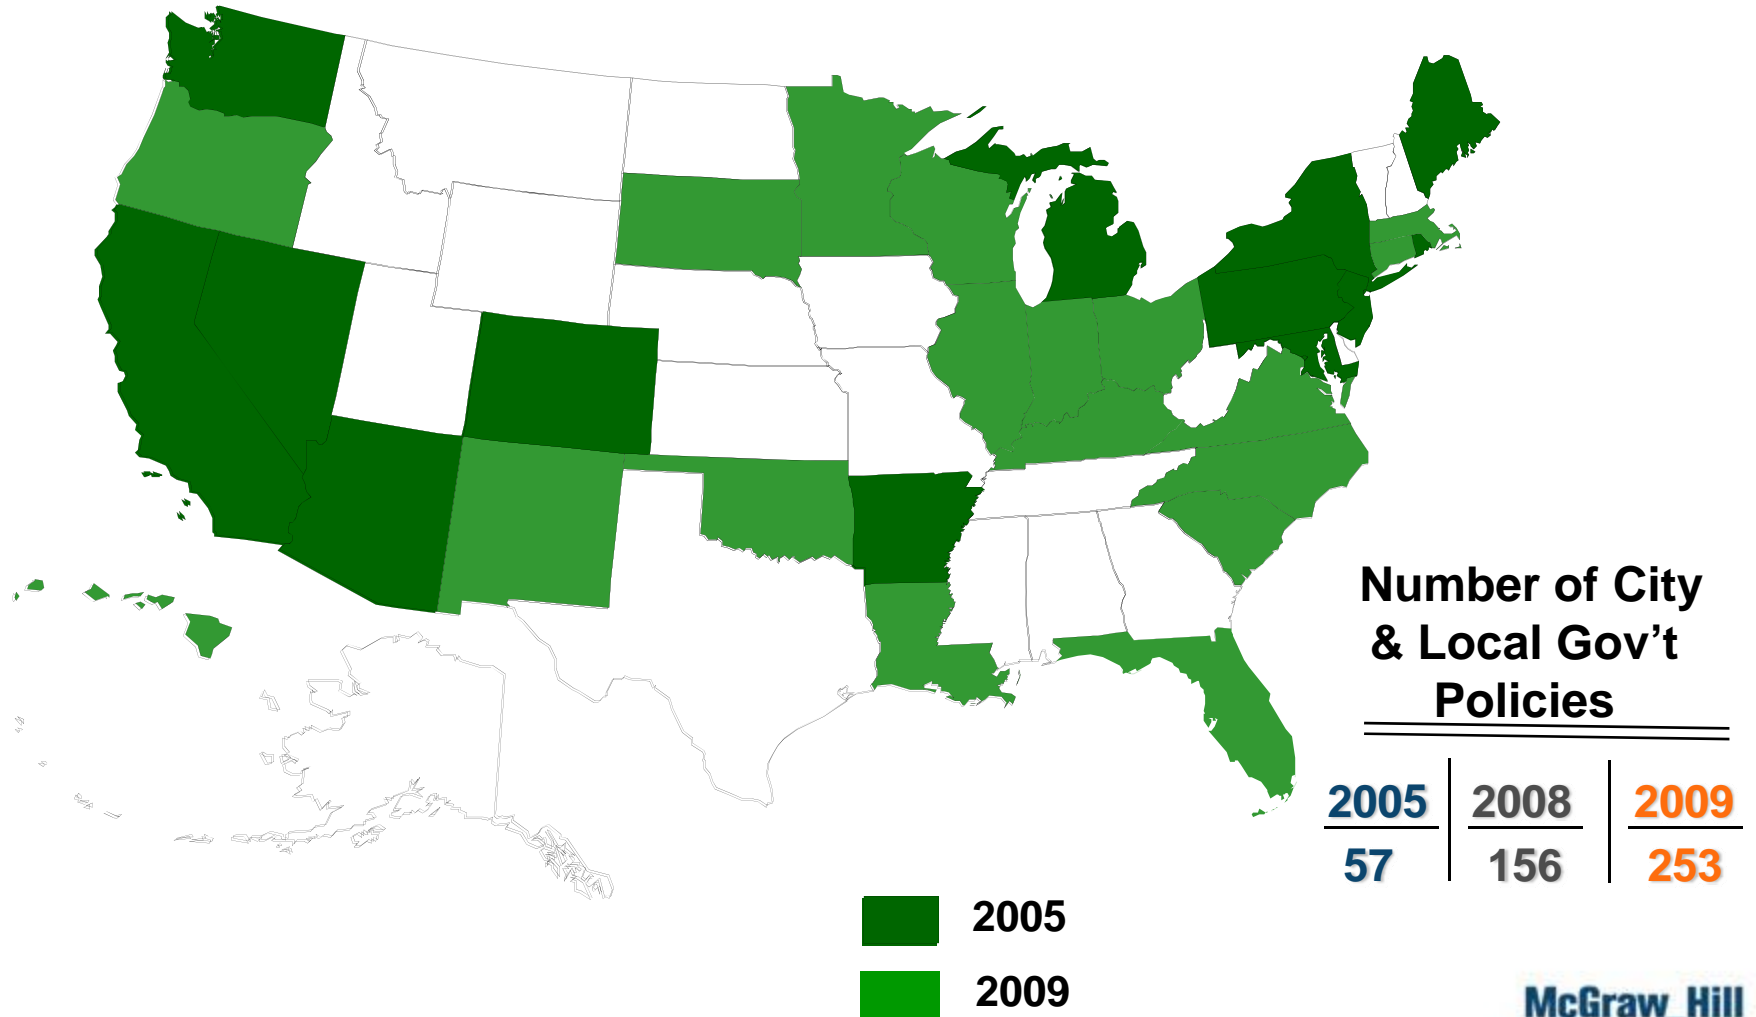 Number of City
& Local Gov’t
Policies
2005 2008 2009
57 156 253
2005
2009
McGraw Hill